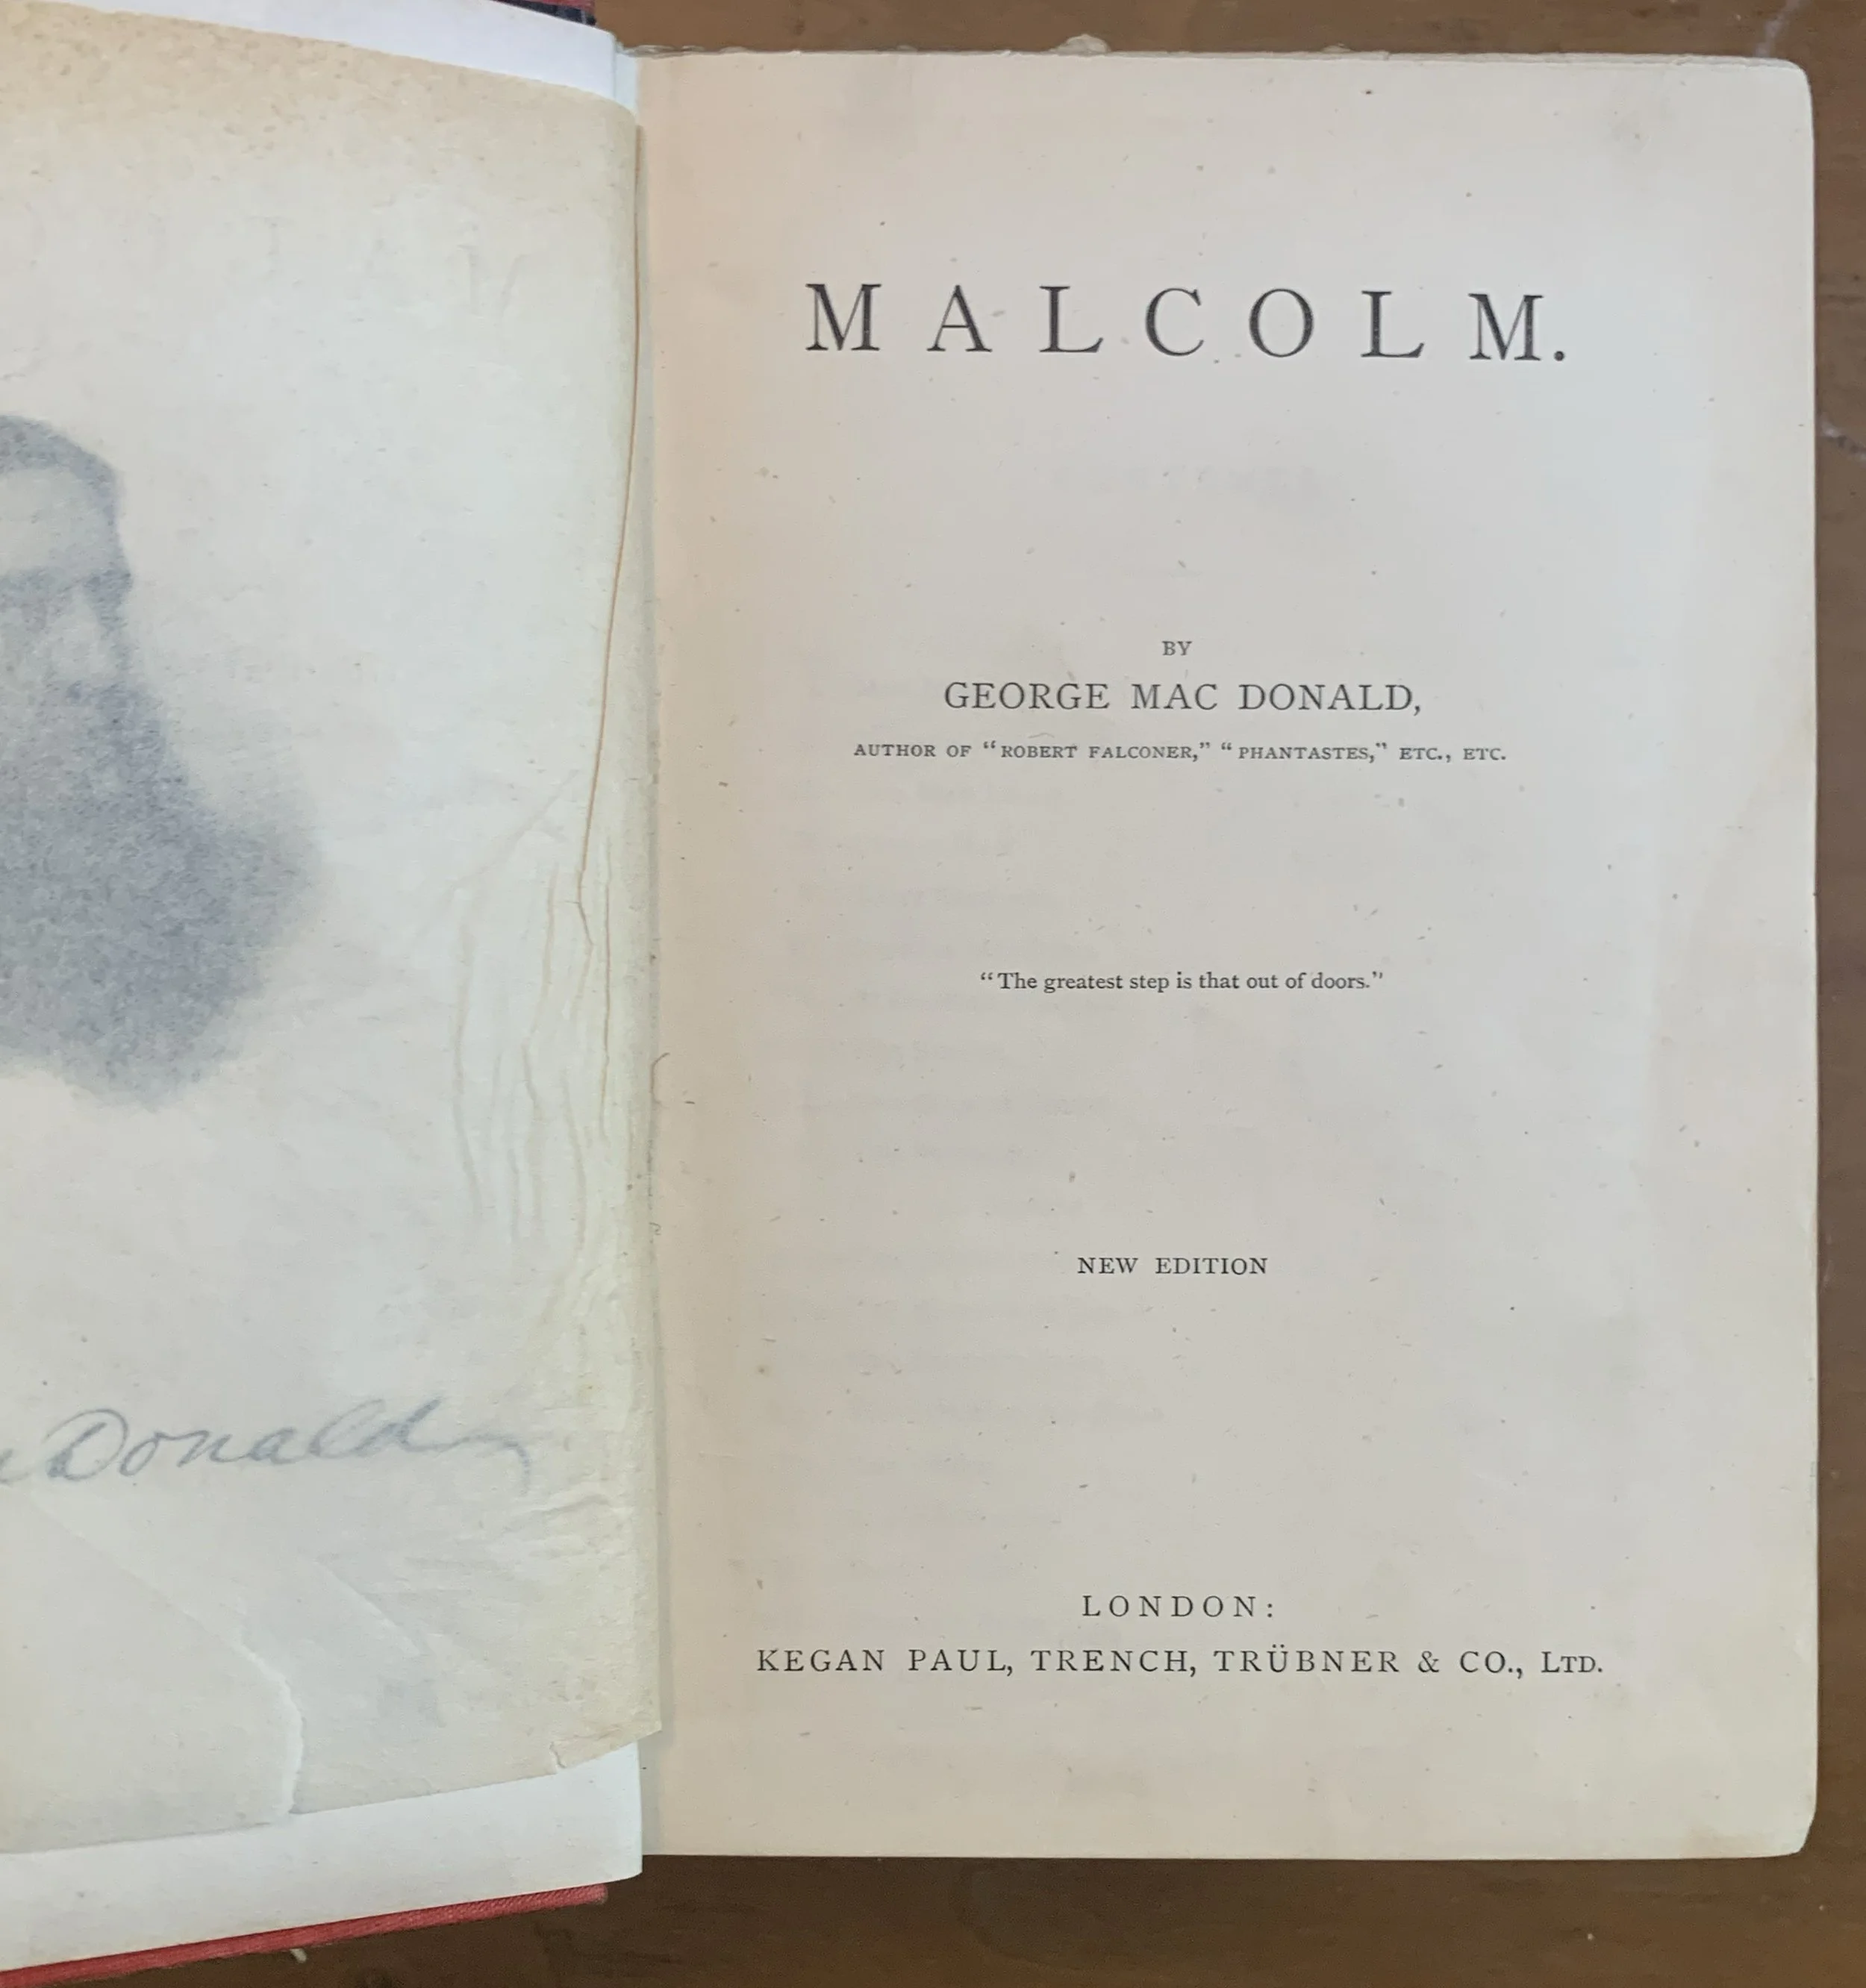 Donald
MALCOLM.
BY
GEORGE MAC DONALD,
AUTHOR OF “ROBERT FALCONER,” “PHANTASTES,” ETC., ETC.
“The greatest step is that out of doors.”
NEW EDITION
LONDON:
KEGAN PAUL, TRENCH, TRÜBNER & CO., LTD.